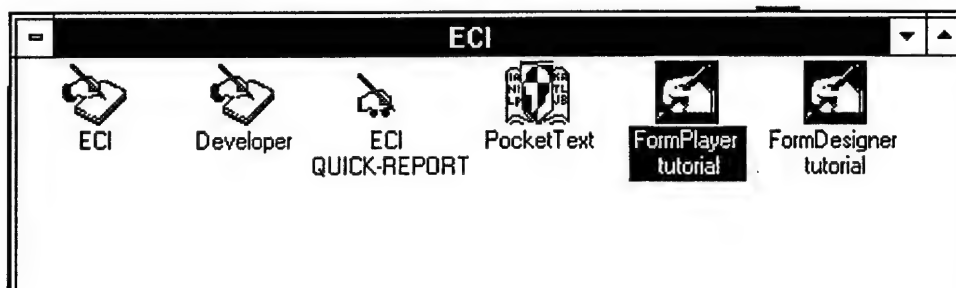 ECI
ECI
Developer
ECI
QUICK-REPORT
PocketText
FormPlayer
tutorial
FormDesigner
tutorial